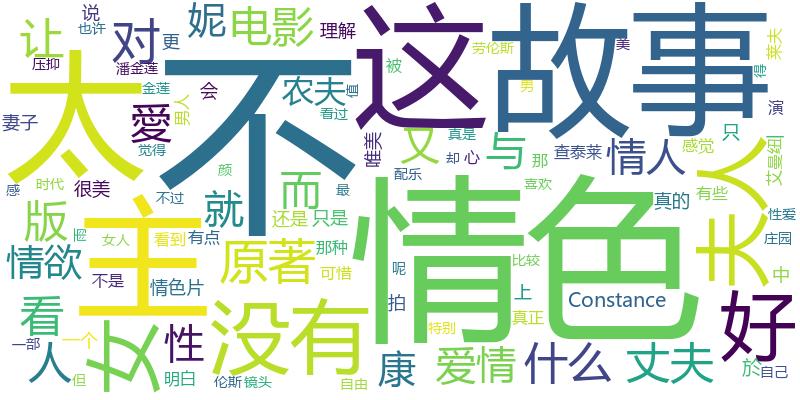 说
也许
更
妮
电影
理解
让
对
压抑
潘金莲
金莲
会
农夫
值
看过
被
劳伦斯
美
莱夫
得
这
故事
太
不
妻子
愛
觉得
男人
唯美
又
真是
却
心
与
那
男
查泰莱
情人
只
演
感觉
艾曼纽
感
时代
很美
不过
颜
最
配乐
喜欢
真的
有些
夫人
性爱
庄园
版
雨
主
就
而
还是
只是
女人
看到
有点
那种
情色
情欲
不是
情色片
原著
可惜
呢
比较
中
看
一部
一个
人
但
女
性
明白
没有
伦斯
镜头
自由
康
拍
特别
上
真正
爱情
什么
Constance
丈夫
好
於
自己